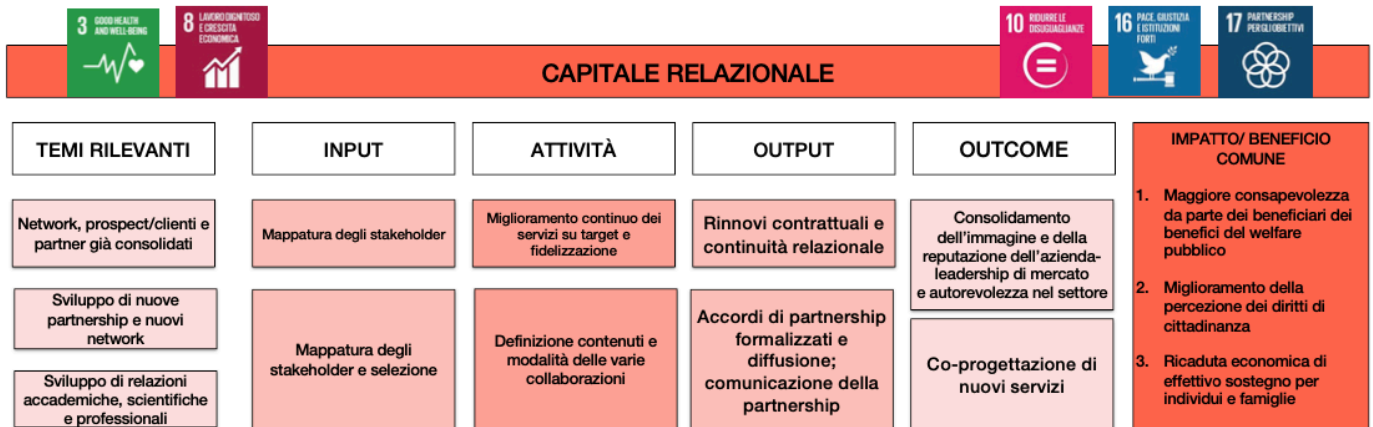 3 GOOD HEALTH
AND WELL-BEING
8 LAVORO DIGNITOSO
E CRESCITA
ECONOMICA
10 RIDURRE LE
DISUGUAGLIANZE
16 PACE, GIUSTIZIA
E ISTITUZIONI
FORTI
17 PARTNERSHIP
PER GLI OBIETTIVI
CAPITALE RELAZIONALE
TEMI RILEVANTI
Network, prospect/clienti e
partner già consolidati
Sviluppo di nuove
partnership e nuovi
network
Sviluppo di relazioni
accademiche, scientifiche
e professionali
INPUT
Mappatura degli stakeholder
Mappatura degli
stakeholder e selezione
ATTIVITÀ
Miglioramento continuo dei
servizi su target e
fidelizzazione
Definizione contenuti e
modalità delle varie
collaborazioni
OUTPUT
Rinnovi contrattuali e
continuità relazionale
Accordi di partnership
formalizzati e
diffusione;
comunicazione della
partnership
OUTCOME
Consolidamento
dell'immagine e della
reputazione dell'azienda-
leadership di mercato
e autorevolezza nel settore
Co-progettazione di
nuovi servizi
IMPATTO/ BENEFICIO
COMUNE
1. Maggiore consapevolezza
da parte dei beneficiari dei
benefici del welfare
pubblico
2. Miglioramento della
percezione dei diritti di
cittadinanza
3. Ricaduta economica di
effettivo sostegno per
individui e famiglie